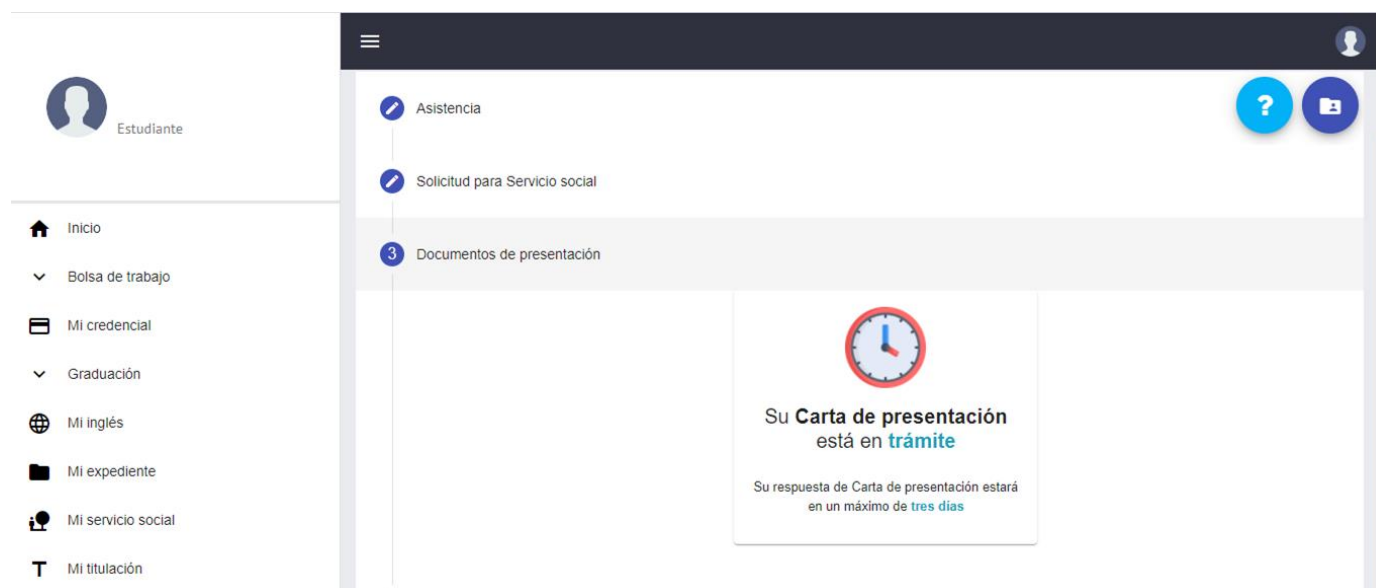 Estudiante
Inicio
Bolsa de trabajo
Mi credencial
Graduación
Mi inglés
Mi expediente
Mi servicio social
T Mi titulación
Asistencia
?
Solicitud para Servicio social
3 Documentos de presentación
Su Carta de presentación
está en trámite
Su respuesta de Carta de presentación estará
en un máximo de tres días